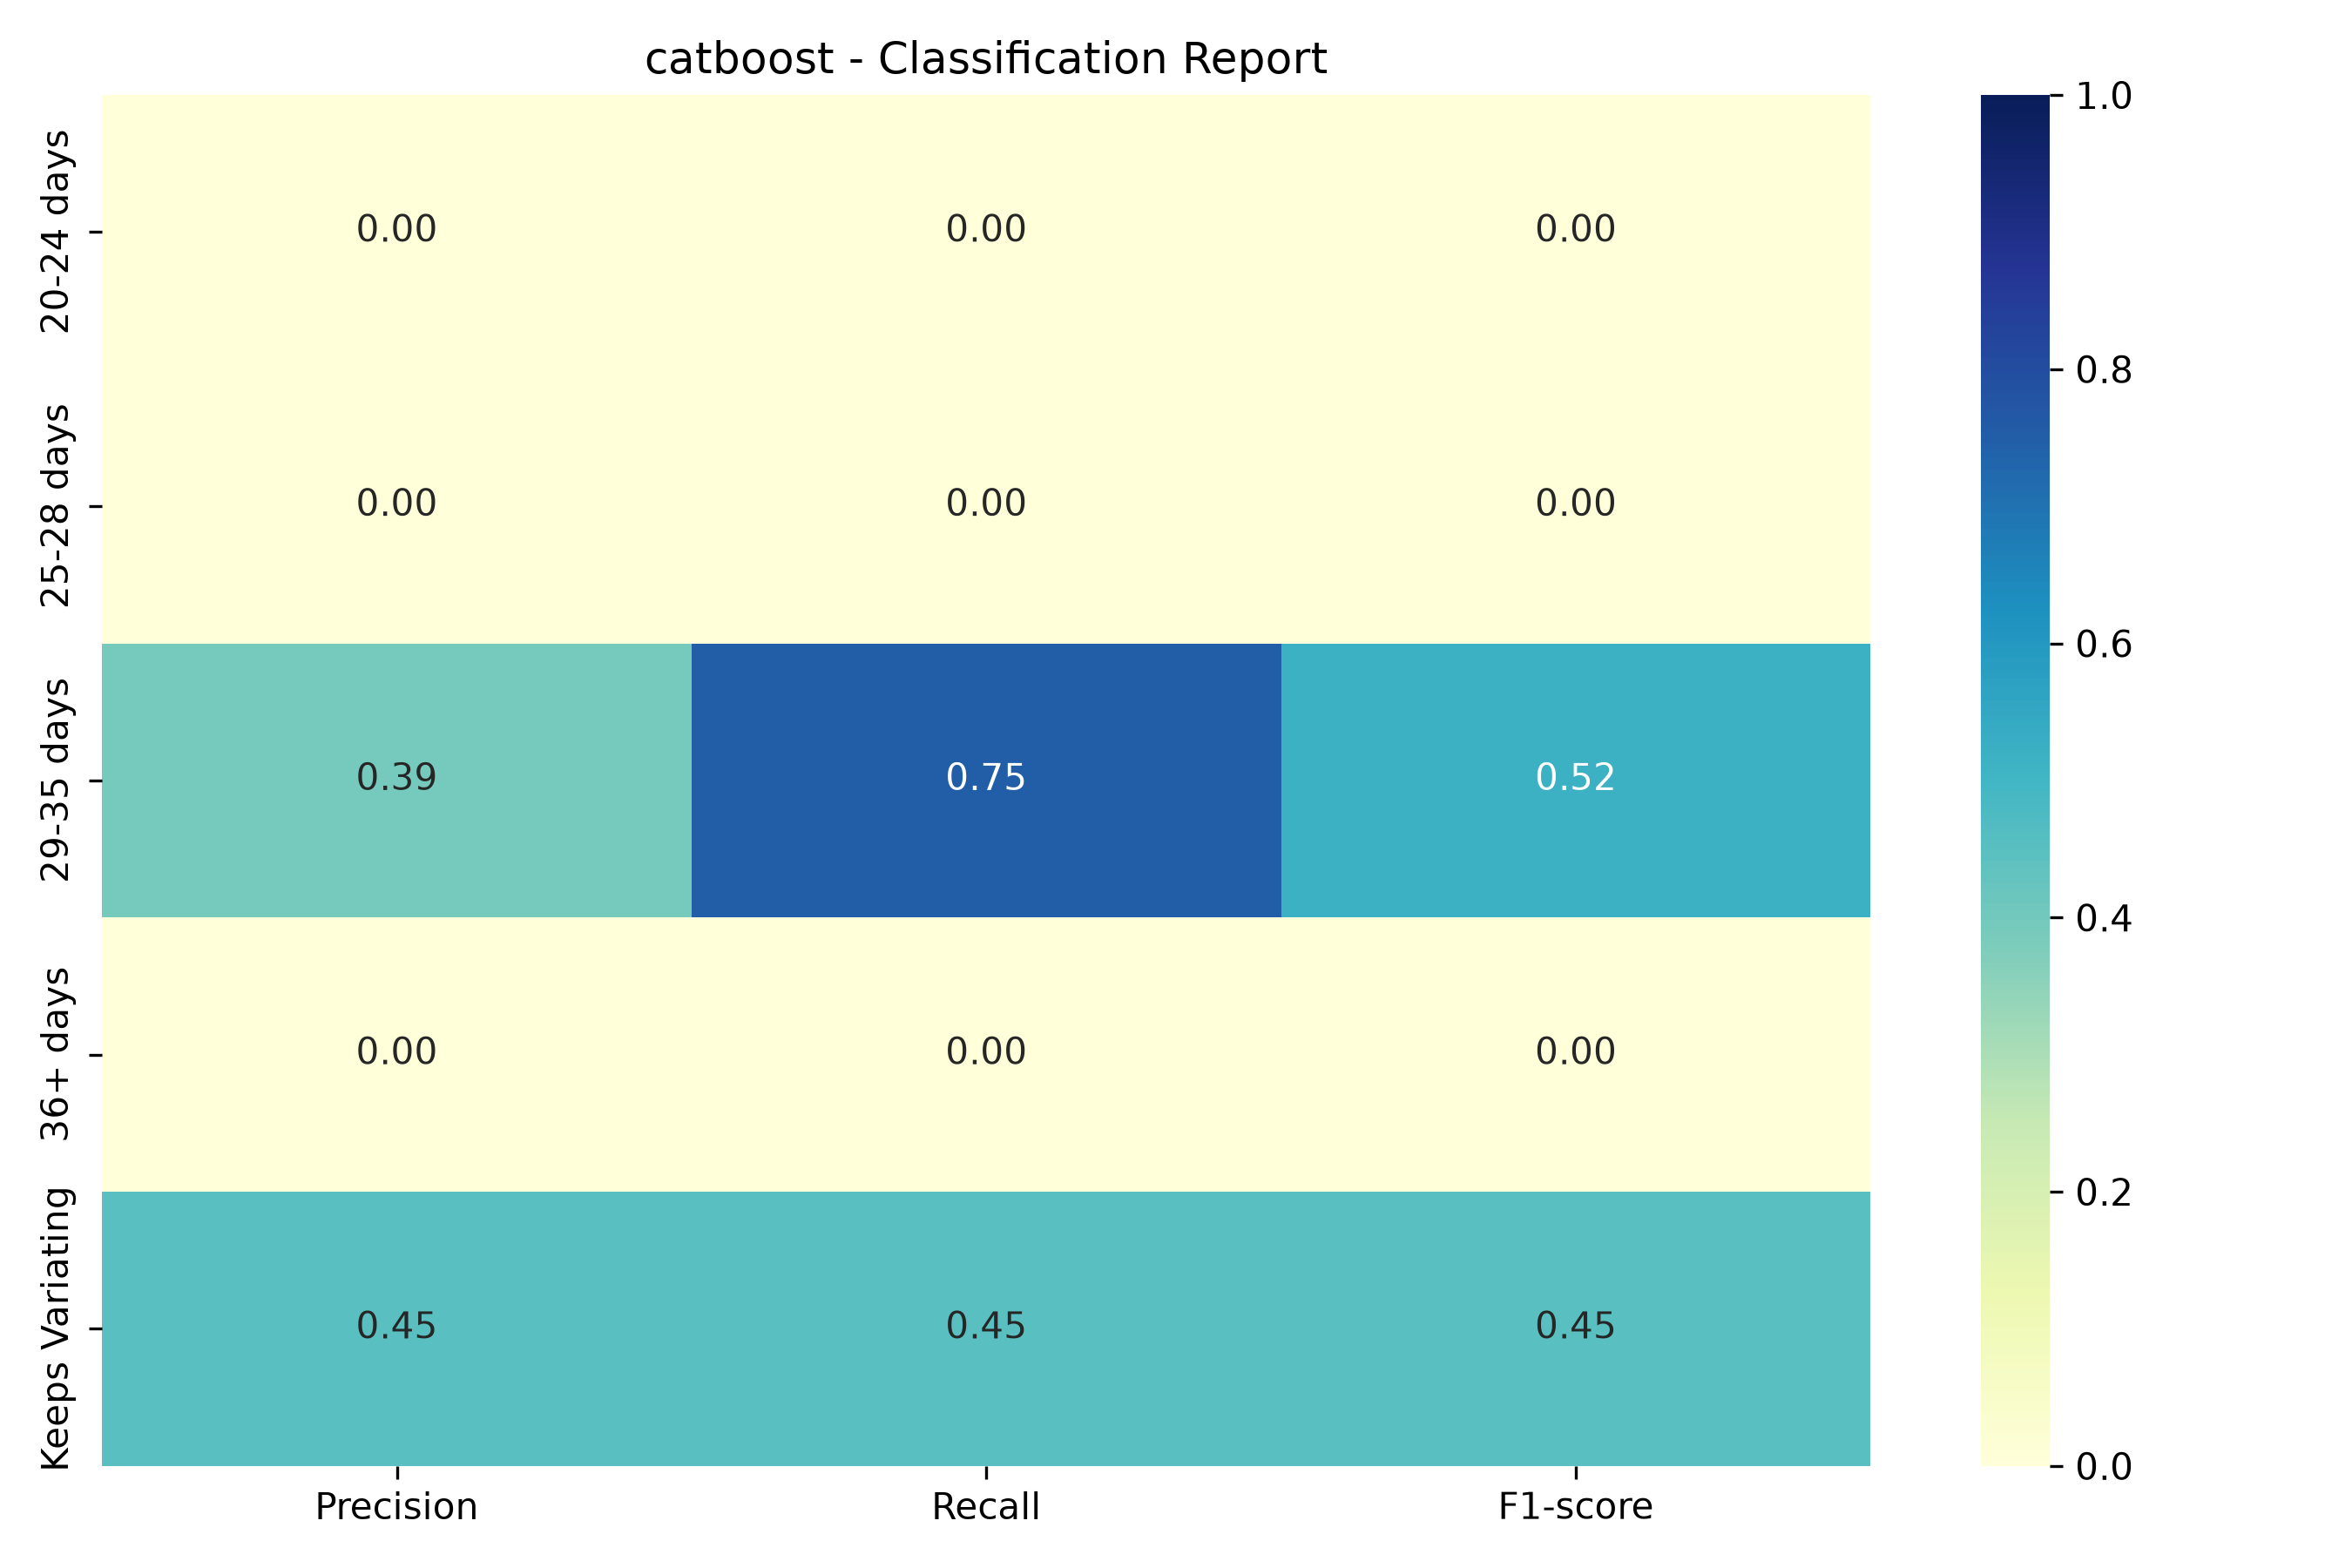 catboost - Classification Report
1.0
20-24 days
0.00 0.00 0.00
0.8
25-28 days
0.00 0.00 0.00
0.6
29-35 days
0.39 0.75 0.52
0.4
36+ days
0.00 0.00 0.00
0.2
Keeps Variating
0.45 0.45 0.45
0.0
Precision Recall F1-score